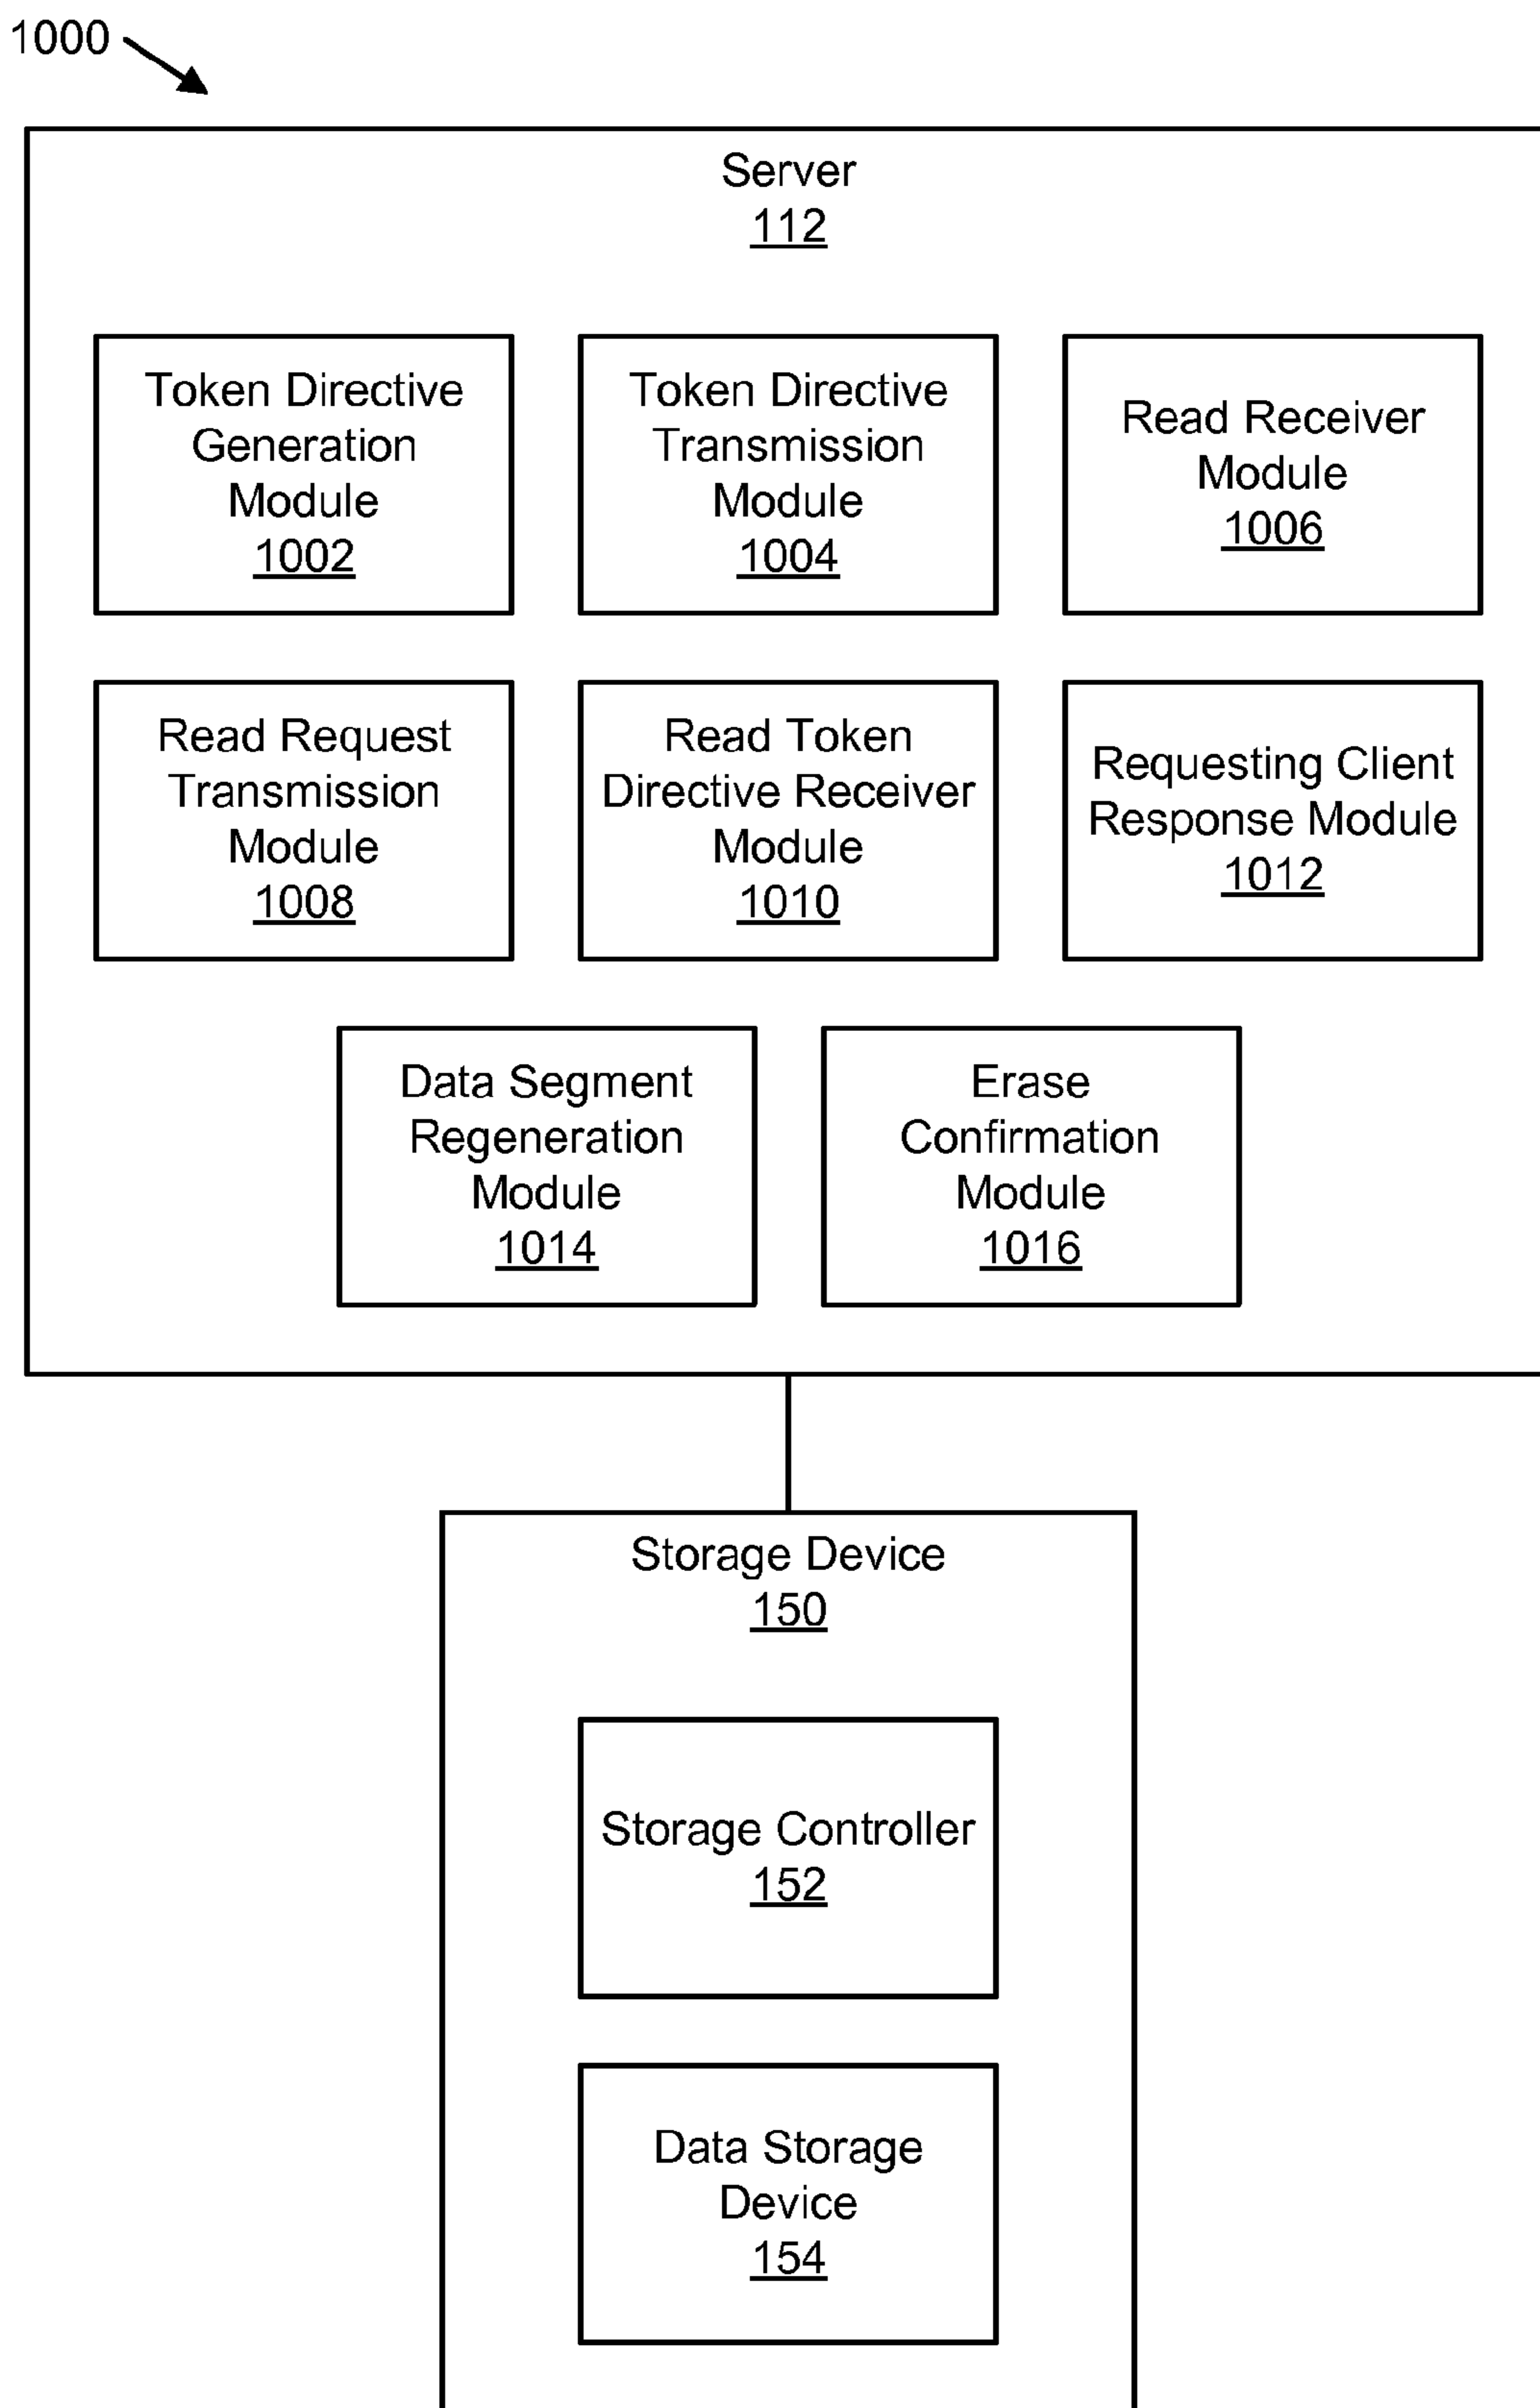 1000
Server
112
Token Directive
Generation
Module
1002
Token Directive
Transmission
Module
1004
Read Receiver
Module
1006
Read Request
Transmission
Module
1008
Read Token
Directive Receiver
Module
1010
Requesting Client
Response Module
1012
Data Segment
Regeneration
Module
1014
Erase
Confirmation
Module
1016
Storage Device
150
Storage Controller
152
Data Storage
Device
154